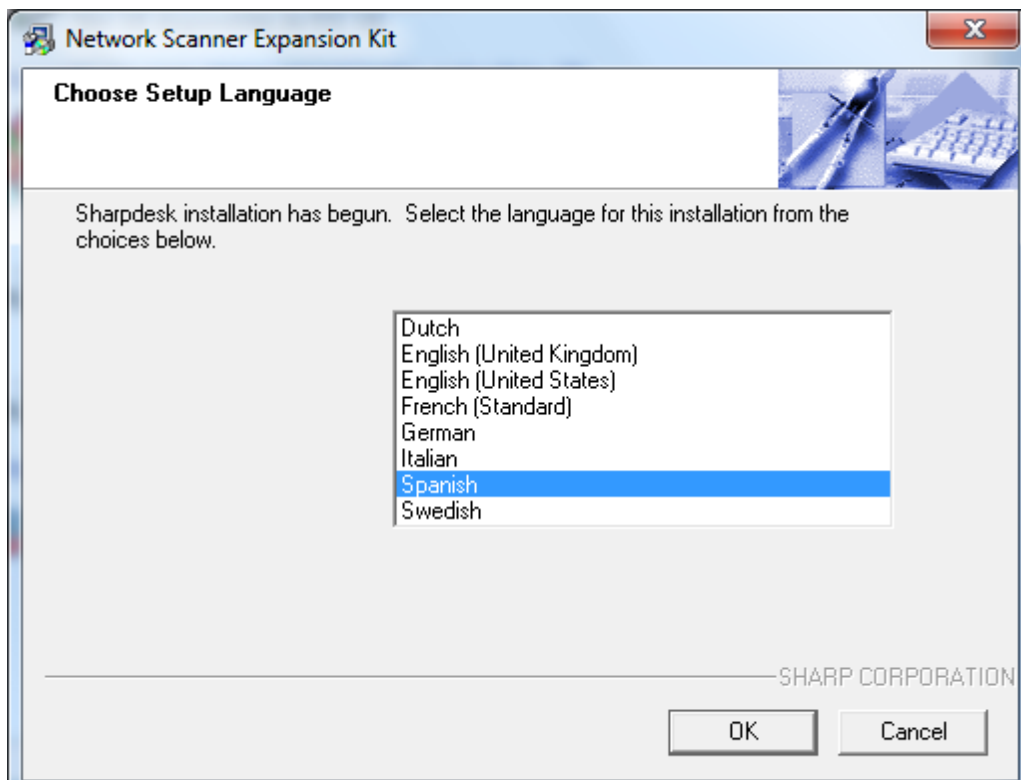 Network Scanner Expansion Kit
Choose Setup Language
Sharpdesk installation has begun.  Select the language for this installation from the
choices below.
Dutch
English (United Kingdom)
English (United States)
French (Standard)
German
Italian
Spanish
Swedish
SHARP CORPORATION
OK
Cancel